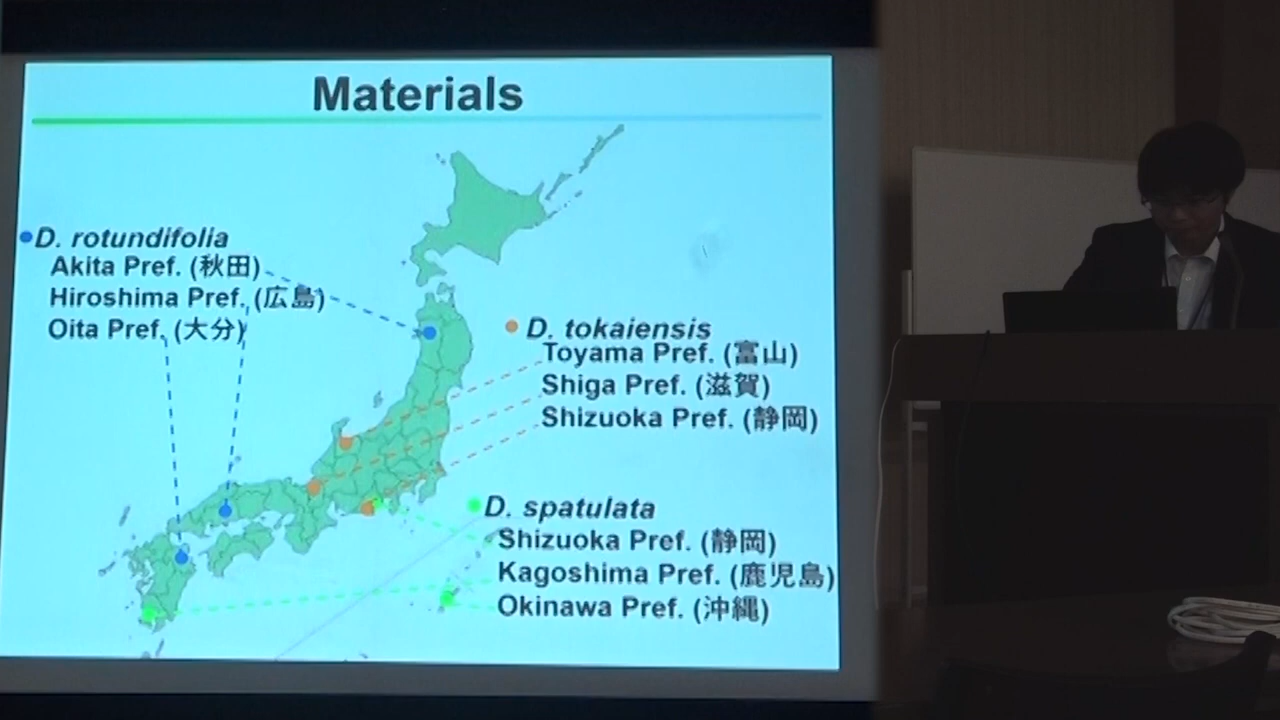 Materials
D. rotundifolia
Akita Pref. (秋田)
Hiroshima Pref. (広島)
Oita Pref. (大分)
D. tokaiensis
Toyama Pref. (富山)
Shiga Pref. (滋賀)
Shizuoka Pref. (静岡)
D. spatulata
Shizuoka Pref. (静岡)
Kagoshima Pref. (鹿児島)
Okinawa Pref. (沖縄)